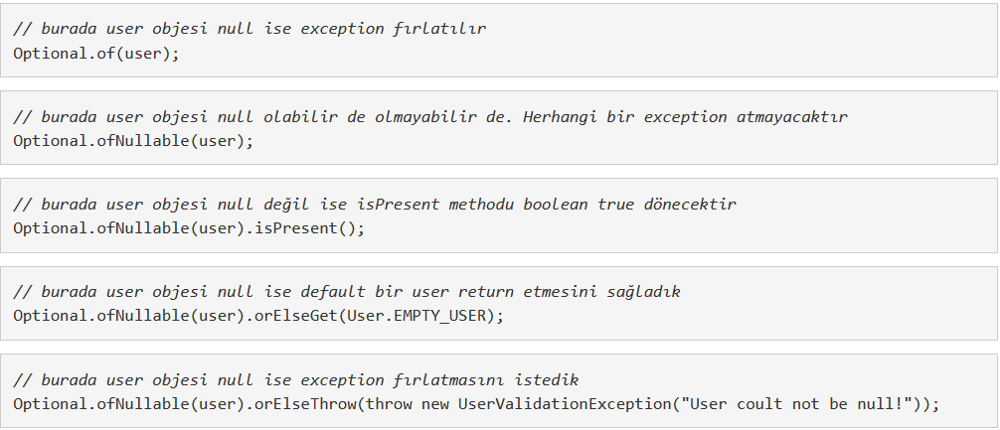 // burada user objesi null ise exception fırlatılır
Optional.of(user);
// burada user objesi null olabilir de olmayabilir de. Herhangi bir exception atmayacaktır
Optional.ofNullable(user);
// burada user objesi null değil ise isPresent methodu boolean true dönecektir
Optional.ofNullable(user).isPresent();
// burada user objesi null ise default bir user return etmesini sağladık
Optional.ofNullable(user).orElseGet(User.EMPTY_USER);
// burada user objesi null ise exception fırlatmasını istedik
Optional.ofNullable(user).orElseThrow(throw new UserValidationException("User coult not be null!"));